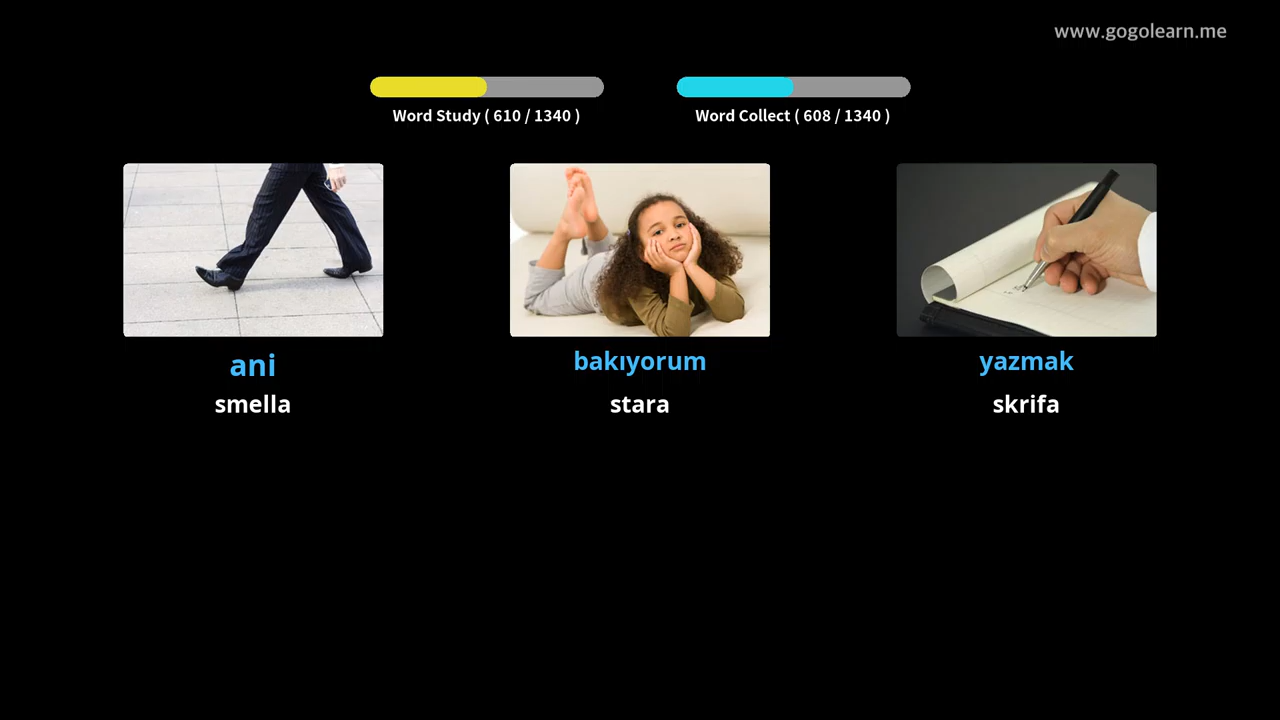 www.gogolearn.me
Word Study ( 610 / 1340 )
Word Collect ( 608 / 1340 )
ani
bakıyorum
yazmak
smella
stara
skrifa